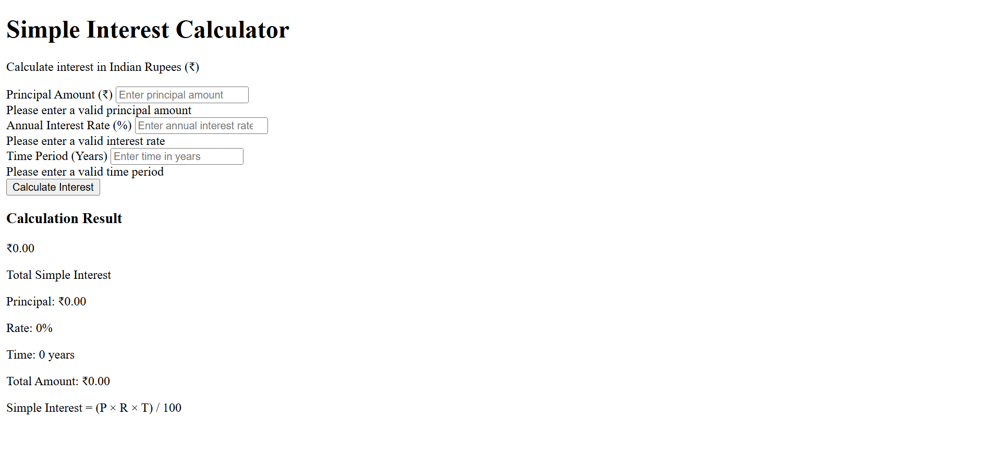 Simple Interest Calculator
Calculate interest in Indian Rupees (₹)
Principal Amount (₹) Enter principal amount
Please enter a valid principal amount
Annual Interest Rate (%) Enter annual interest rate
Please enter a valid interest rate
Time Period (Years) Enter time in years
Please enter a valid time period
Calculate Interest
Calculation Result
₹0.00
Total Simple Interest
Principal: ₹0.00
Rate: 0%
Time: 0 years
Total Amount: ₹0.00
Simple Interest = (P × R × T) / 100